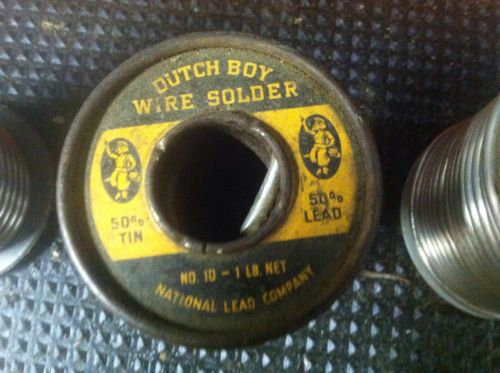 DUTCH BOY
WIRE SOLDER
50%
TIN
50%
LEAD
NO. 10 - 1 LB. NET
NATIONAL LEAD COMPANY